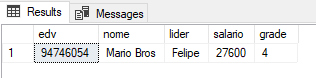 Results Messages
edv nome lider salario grade
1 94746054 Mario Bros Felipe 27600 4